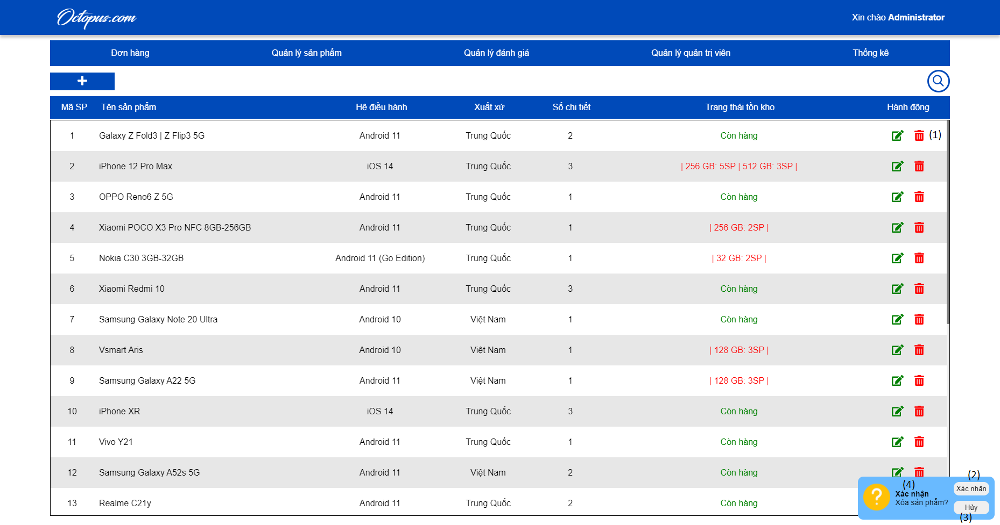 Octopus.com Xin chào Administrator
Đơn hàng Quản lý sản phẩm Quản lý đánh giá Quản lý quản trị viên Thống kê
Mã SP Tên sản phẩm Hệ điều hành Xuất xứ Số chi tiết Trạng thái tồn kho Hành động
1 Galaxy Z Fold3 | Z Flip3 5G Android 11 Trung Quốc 2 Còn hàng (1)
2 iPhone 12 Pro Max iOS 14 Trung Quốc 3 | 256 GB: 5SP | 512 GB: 3SP |
3 OPPO Reno6 Z 5G Android 11 Trung Quốc 1 Còn hàng
4 Xiaomi POCO X3 Pro NFC 8GB-256GB Android 11 Trung Quốc 1 | 256 GB: 2SP |
5 Nokia C30 3GB-32GB Android 11 (Go Edition) Trung Quốc 1 | 32 GB: 2SP |
6 Xiaomi Redmi 10 Android 11 Trung Quốc 3 Còn hàng
7 Samsung Galaxy Note 20 Ultra Android 10 Việt Nam 1 Còn hàng
8 Vsmart Aris Android 10 Việt Nam 1 | 128 GB: 3SP |
9 Samsung Galaxy A22 5G Android 11 Việt Nam 1 | 128 GB: 3SP |
10 iPhone XR iOS 14 Trung Quốc 3 Còn hàng
11 Vivo Y21 Android 11 Trung Quốc 1 Còn hàng
12 Samsung Galaxy A52s 5G Android 11 Việt Nam 2 Còn hàng
13 Realme C21y Android 11 Trung Quốc 2 Còn hàng
(4) (2)
Xác nhận Xác nhận
Xóa sản phẩm? Hủy
(3)